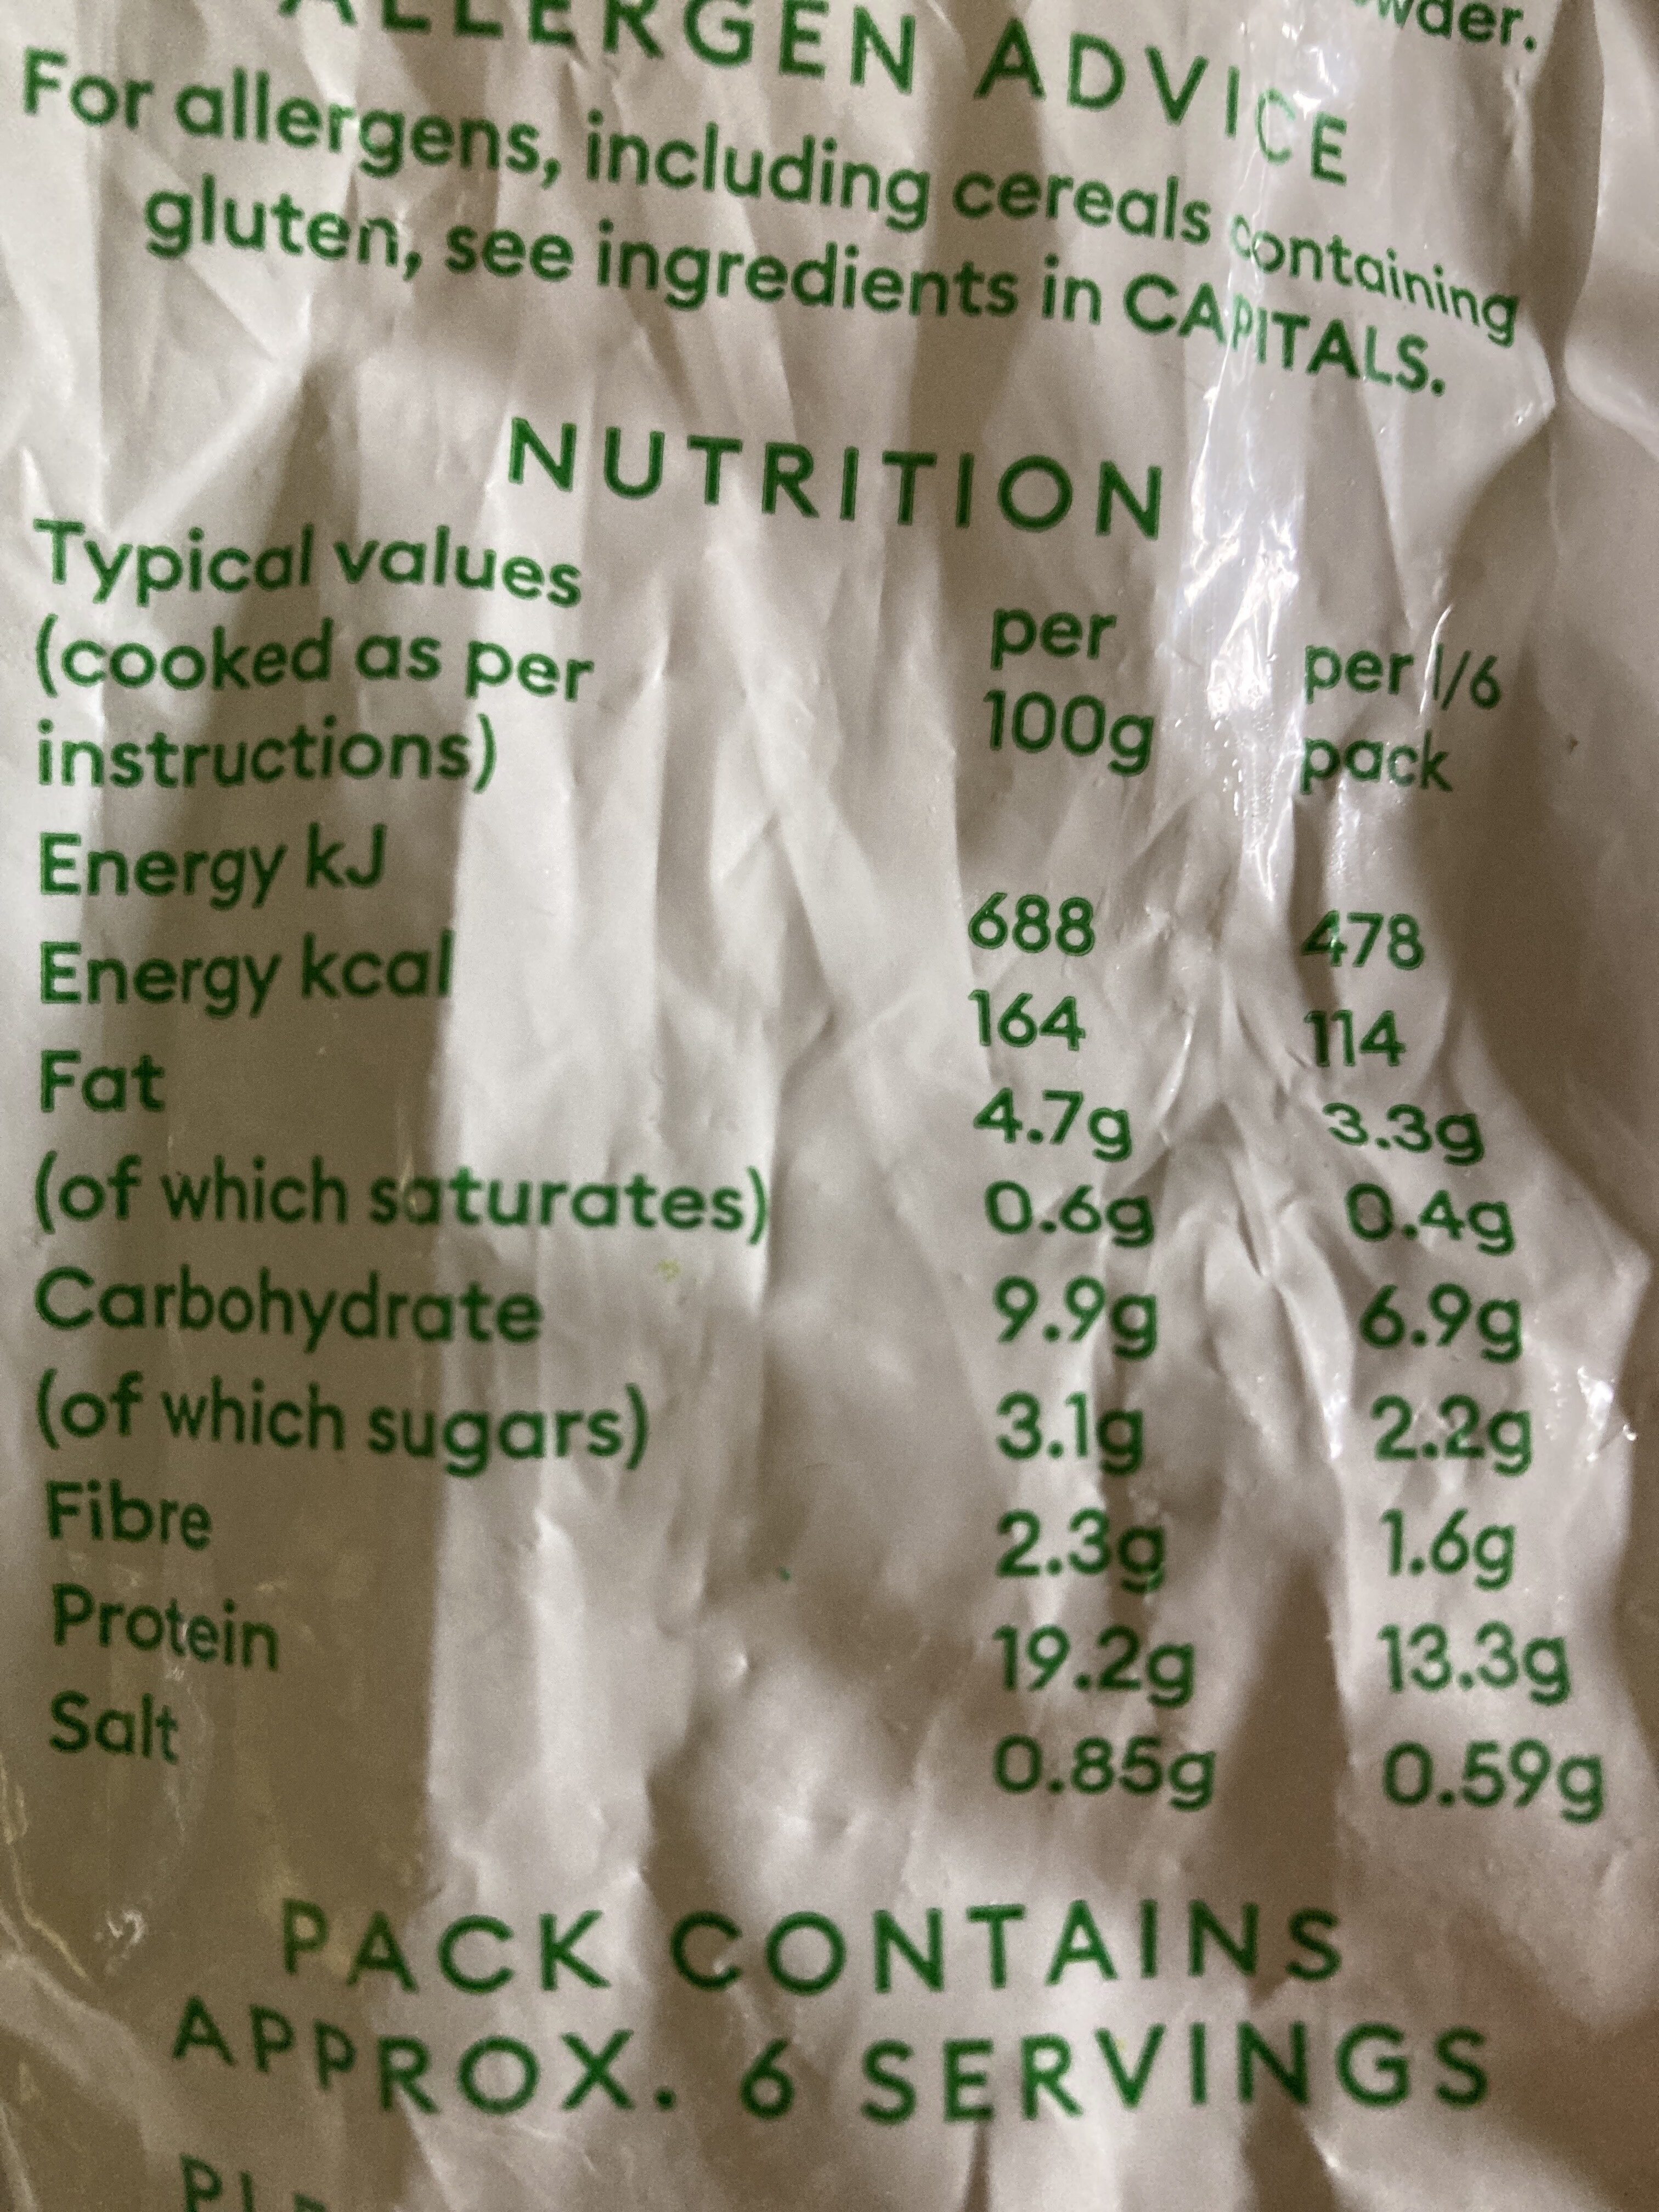 wder.
ALLERGEN ADVICE
For allergens, including cereals containing
gluten, see ingredients in CAPITALS.
NUTRITION
Typical values
(cooked as per
instructions)
per
100g
per 1/6
pack
Energy kJ 688 478
Energy kcal 164 114
Fat 4.7g 3.3g
(of which saturates) 0.6g 0.4g
Carbohydrate 9.9g 6.9g
(of which sugars) 3.1g 2.2g
Fibre 2.3g 1.6g
Protein 19.2g 13.3g
Salt 0.85g 0.59g
PACK CONTAINS
APPROX. 6 SERVINGS